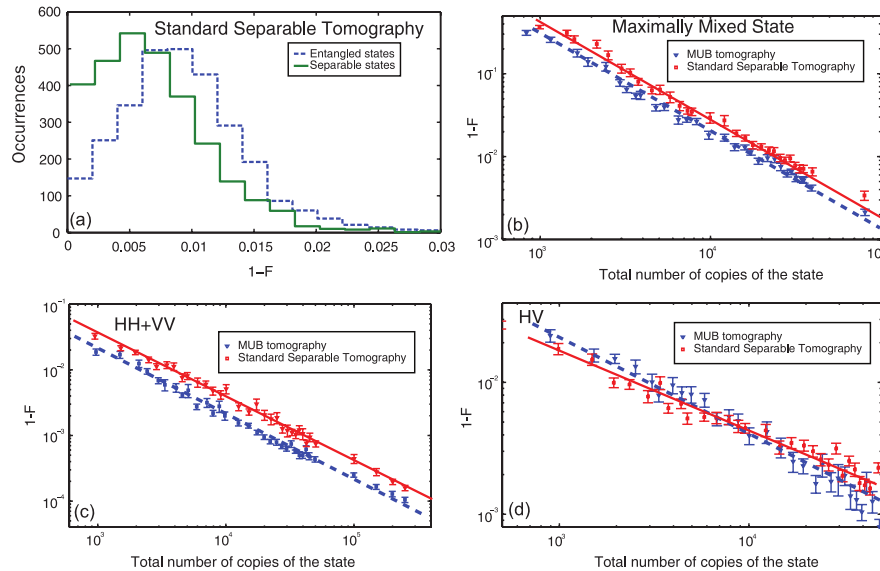 Standard Separable Tomography
Entangled states
Separable states
600
500
400
300
200
100
0
Occurrences
(a)
0
0.005
0.01
0.015
0.02
0.025
0.03
1−F
Maximally Mixed State
MUB tomography
Standard Separable Tomography
10⁻¹
10⁻²
10⁻³
1-F
(b)
10³
10⁴
10
Total number of copies of the state
HH+VV
MUB tomography
Standard Separable Tomography
10⁻¹
10⁻²
10⁻³
10⁻⁴
1-F
(c)
10³
10⁴
10⁵
Total number of copies of the state
HV
MUB tomography
Standard Separable Tomography
10⁻²
10⁻³
1-F
(d)
10³
10⁴
Total number of copies of the state